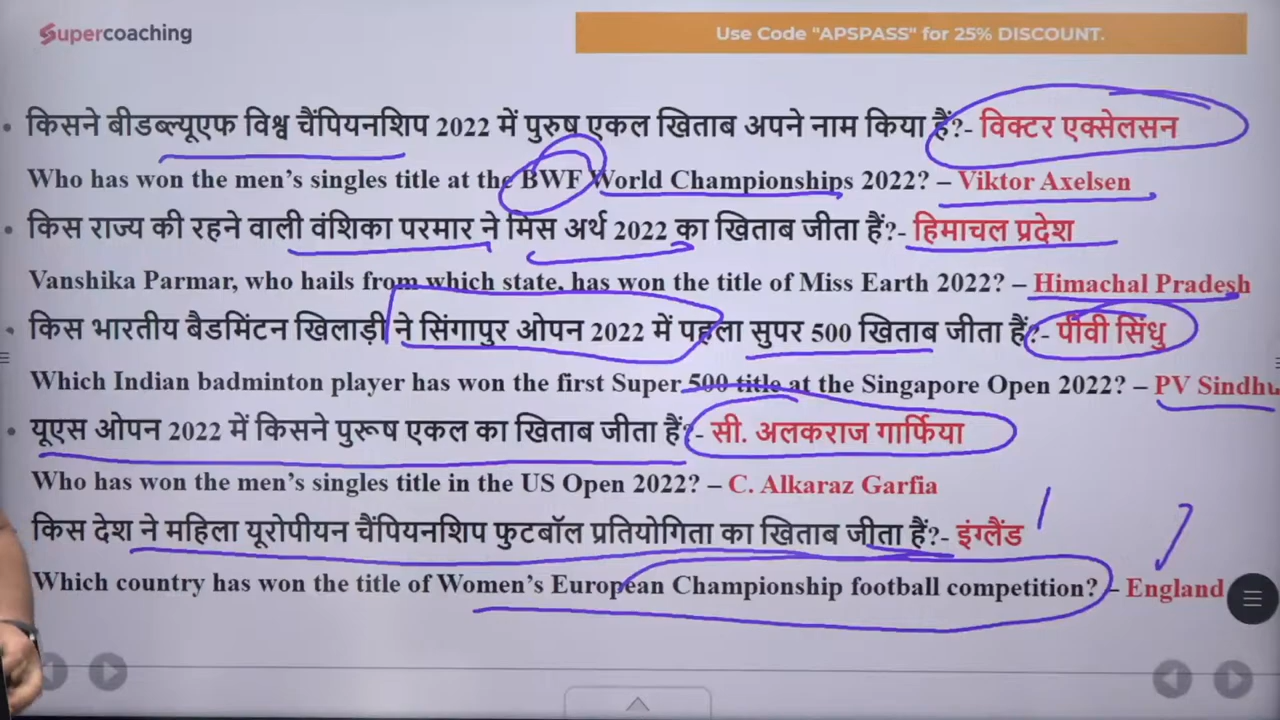 Supercoaching
Use Code "APSPASS" for 25% DISCOUNT.
• किसने बीडब्ल्यूएफ विश्व चैंपियनशिप 2022 में पुरुष एकल खिताब अपने नाम किया हैं?- विक्टर एक्सेलसन
Who has won the men's singles title at the BWF World Championships 2022? – Viktor Axelsen
• किस राज्य की रहने वाली वंशिका परमार ने मिस अर्थ 2022 का खिताब जीता हैं?- हिमाचल प्रदेश
Vanshika Parmar, who hails from which state, has won the title of Miss Earth 2022? – Himachal Pradesh
• किस भारतीय बैडमिंटन खिलाड़ी ने सिंगापुर ओपन 2022 में पहला सुपर 500 खिताब जीता हैं?- पीवी सिंधु
Which Indian badminton player has won the first Super 500 title at the Singapore Open 2022? – PV Sindhu
• यूएस ओपन 2022 में किसने पुरूष एकल का खिताब जीता हैं?- सी. अलकराज गार्फिया
Who has won the men's singles title in the US Open 2022? – C. Alkaraz Garfia
किस देश ने महिला यूरोपीयन चैंपियनशिप फुटबॉल प्रतियोगिता का खिताब जीता हैं?- इंग्लैंड
Which country has won the title of Women's European Championship football competition? – England